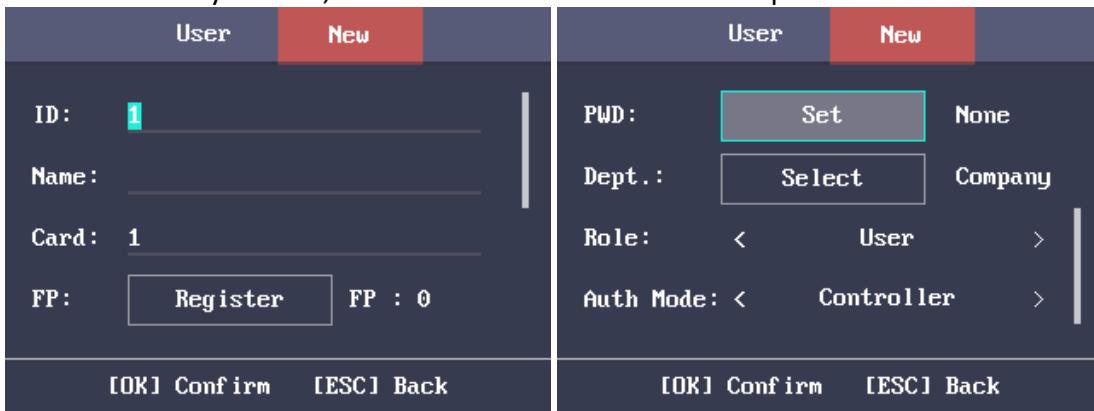 User New
ID: 1
Name:
Card: 1
FP: Register FP : 0
[OK] Confirm [ESC] Back
User New
PWD: Set None
Dept.: Select Company
Role: < User >
Auth Mode: < Controller >
[OK] Confirm [ESC] Back